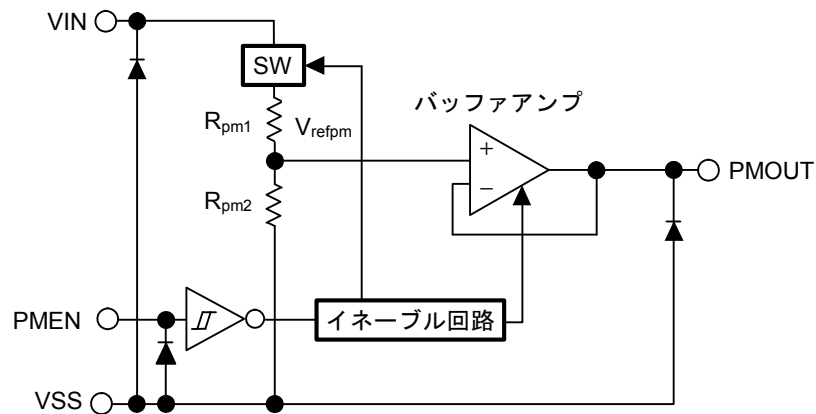 VIN
SW
バッファアンプ
Rpm1
Vrefpm
+
−
PMOUT
Rpm2
PMEN
イネーブル回路
VSS